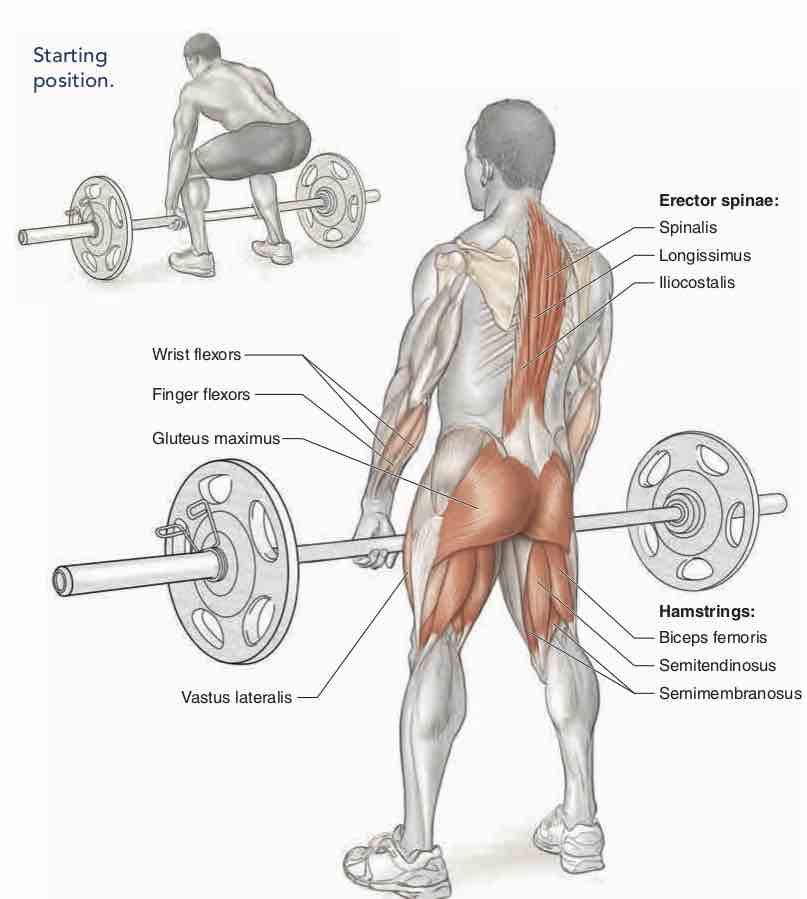 Starting
position.
Erector spinae:
Spinalis
Longissimus
Iliocostalis
Wrist flexors
Finger flexors
Gluteus maximus
Vastus lateralis
Hamstrings:
Biceps femoris
Semitendinosus
Semimembranosus